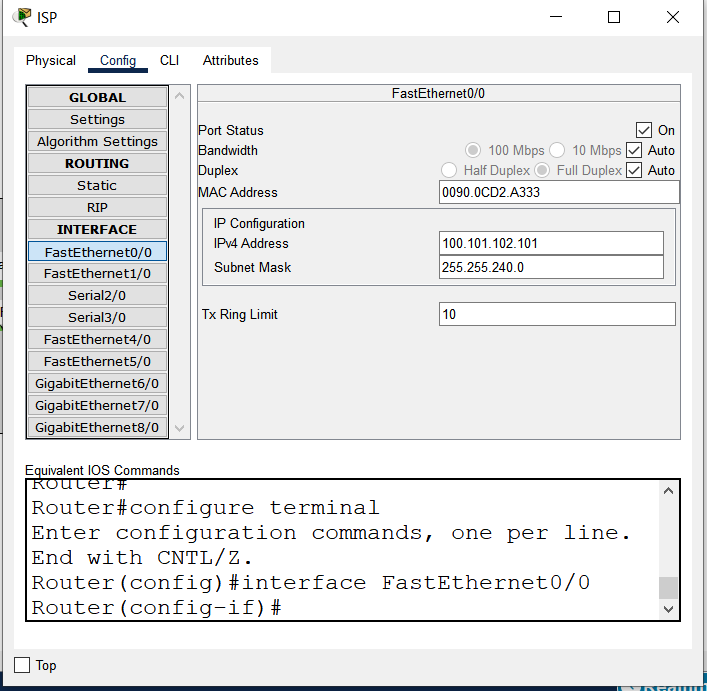 ISP
Physical Config CLI Attributes
GLOBAL
Settings
Algorithm Settings
ROUTING
Static
RIP
INTERFACE
FastEthernet0/0
FastEthernet1/0
Serial2/0
Serial3/0
FastEthernet4/0
FastEthernet5/0
GigabitEthernet6/0
GigabitEthernet7/0
GigabitEthernet8/0
FastEthernet0/0
Port Status On
Bandwidth 100 Mbps 10 Mbps Auto
Duplex Half Duplex Full Duplex Auto
MAC Address 0090.0CD2.A333
IP Configuration
IPv4 Address 100.101.102.101
Subnet Mask 255.255.240.0
Tx Ring Limit 10
Equivalent IOS Commands
Router#
Router#configure terminal
Enter configuration commands, one per line.
End with CNTL/Z.
Router(config)#interface FastEthernet0/0
Router(config-if)#
Top